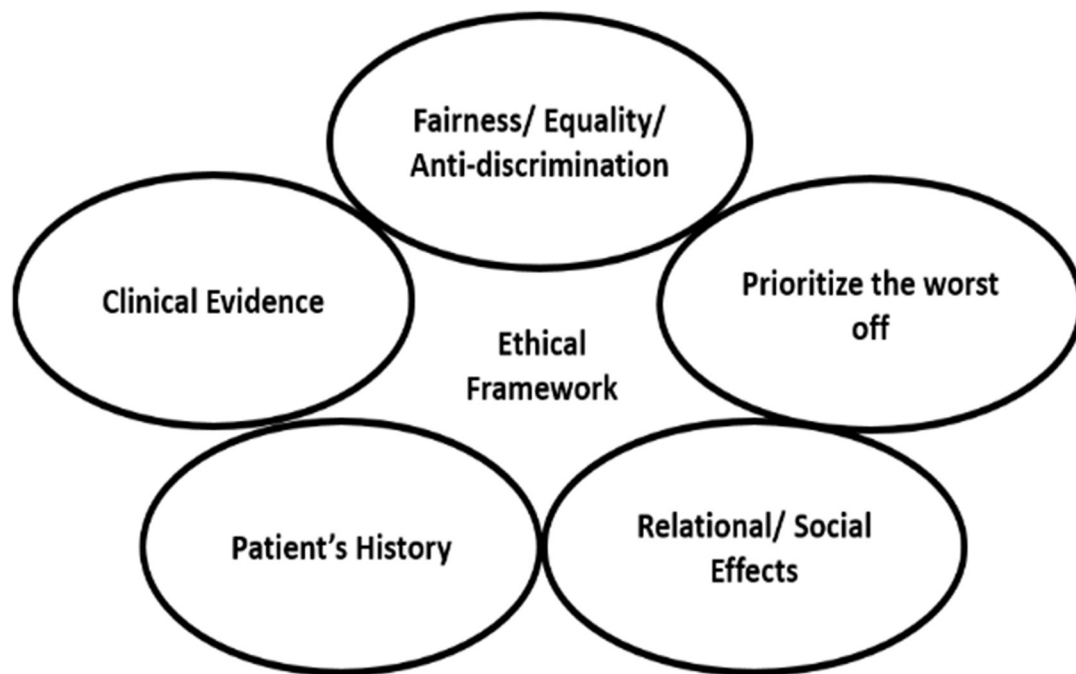 Fairness/ Equality/
Anti-discrimination
Clinical Evidence
Prioritize the worst
off
Ethical
Framework
Patient's History
Relational/ Social
Effects